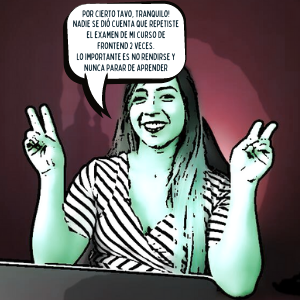 POR CIERTO TAVO, TRANQUILO!
NADIE SE DIÓ CUENTA QUE REPETISTE
EL EXAMEN DE MI CURSO DE
FRONTEND 2 VECES.
LO IMPORTANTE ES NO RENDIRSE Y
NUNCA PARAR DE APRENDER